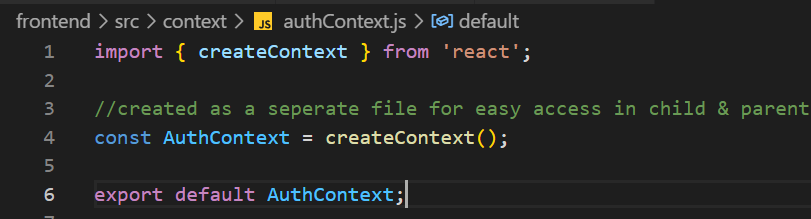 frontend > src > context > JS authContext.js > default
1 import { createContext } from 'react';
2
3 //created as a seperate file for easy access in child & parent
4 const AuthContext = createContext();
5
6 export default AuthContext;